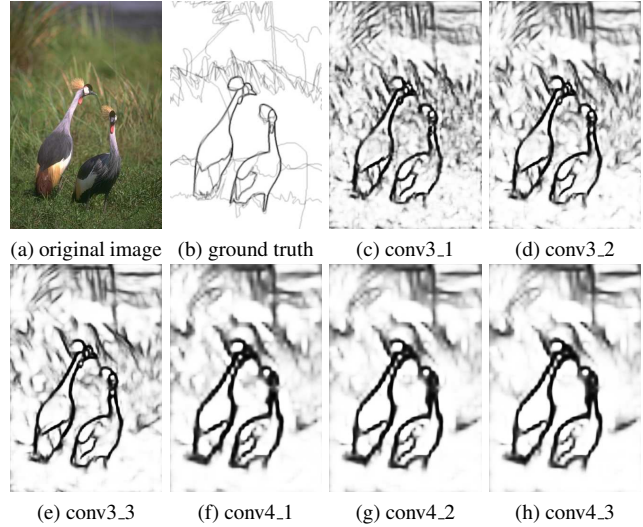 (a) original image (b) ground truth (c) conv3_1 (d) conv3_2
(e) conv3_3 (f) conv4_1 (g) conv4_2 (h) conv4_3